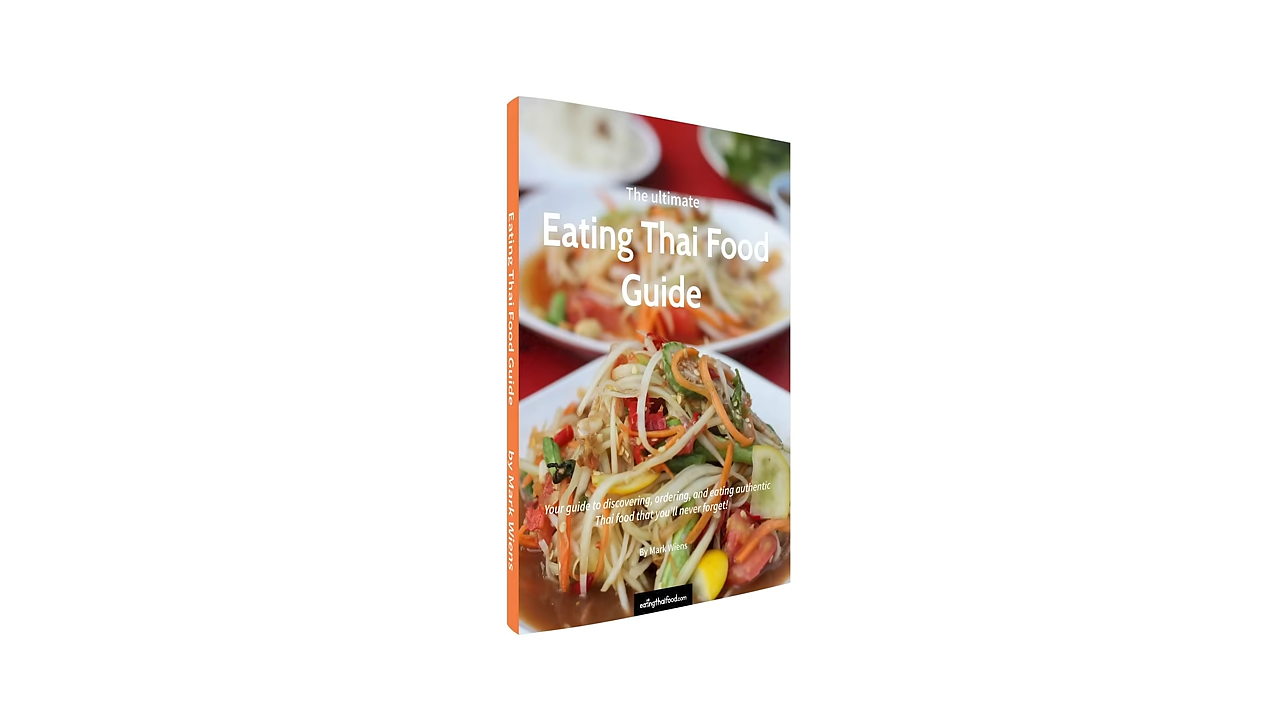 The ultimate
Eating Thai Food
Guide
Your guide to discovering, ordering, and eating authentic
Thai food that you'll never forget!
By Mark Wiens
eatingthaifood.com
Eating Thai Food Guide by Mark Wiens